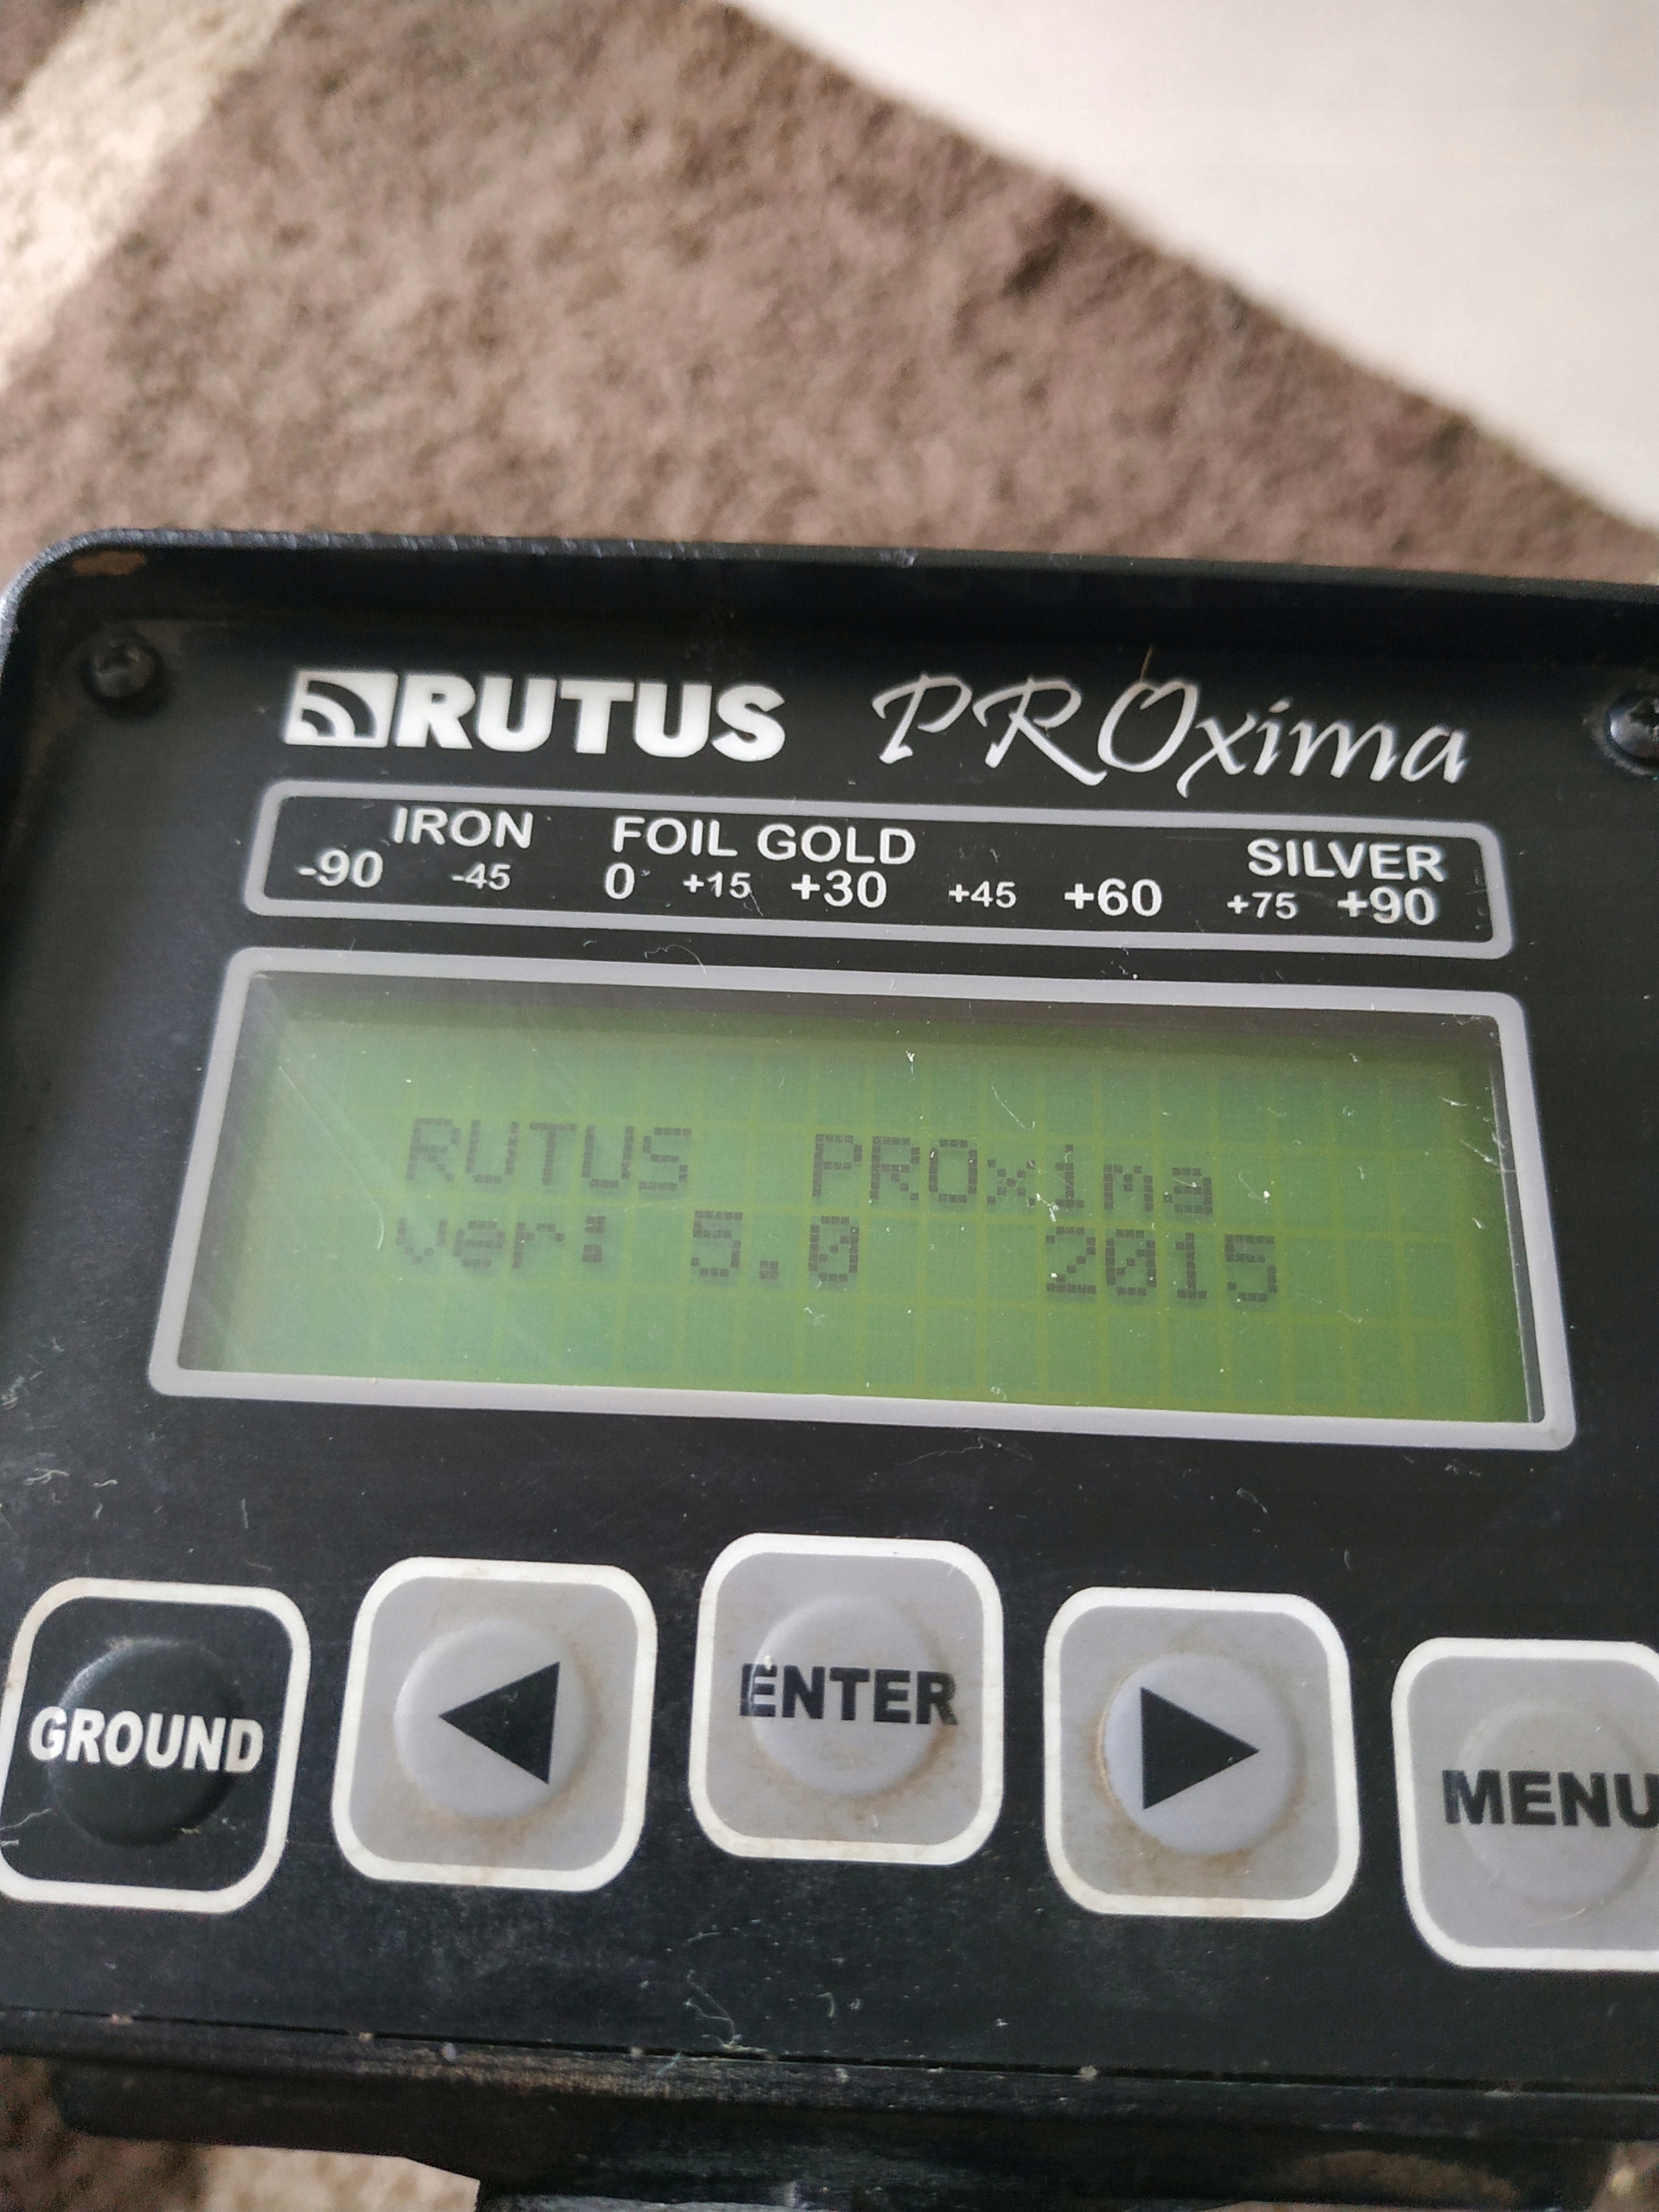 RUTUS PROxima
IRON FOIL GOLD SILVER
-90 -45 0 +15 +30 +45 +60 +75 +90
RUTUS PROxima
ver: 5.0 2015
GROUND ENTER MENU